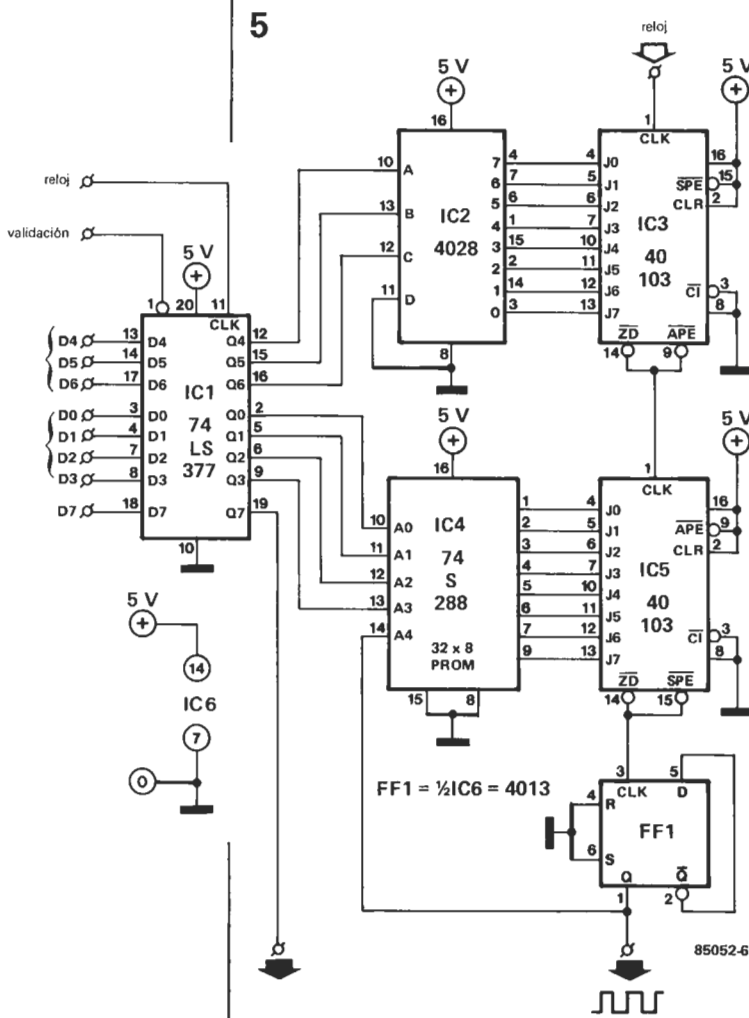 5
reloj
5 V
16
10 A
13 B
12 C
11 D
IC2
4028
7 4
6 7
5 6
4 1
3 15
2 2
1 14
0 3
8
5 V
1
CLK
4 J0
5 J1
6 J2
7 J3
10 J4
11 J5
12 J6
13 J7
IC3
40
103
16
SPE 15
CLR 2
CI 3
8
ZD APE
14 9
reloj
validación
5 V
1 20 11
CLK
D4 13 D4
D5 14 D5
D6 17 D6
D0 3 D0
D1 4 D1
D2 7 D2
D3 8 D3
D7 18 D7
IC1
74
LS
377
Q4 12
Q5 15
Q6 16
Q0 2
Q1 5
Q2 6
Q3 9
Q7 19
10
5 V
16
10 A0
11 A1
12 A2
13 A3
14 A4
IC4
74
S
288
32 x 8
PROM
1
2
3
4
5
6
7
9
15 8
5 V
1
CLK
4 J0
5 J1
6 J2
7 J3
10 J4
11 J5
12 J6
13 J7
IC5
40
103
16
APE 9
CLR 2
CI 3
8
ZD SPE
14 15
5 V
14
IC6
7
0
FF1 = ½IC6 = 4013
3 5
CLK D
4 R
6 S
FF1
Q Q
1 2
85052-6